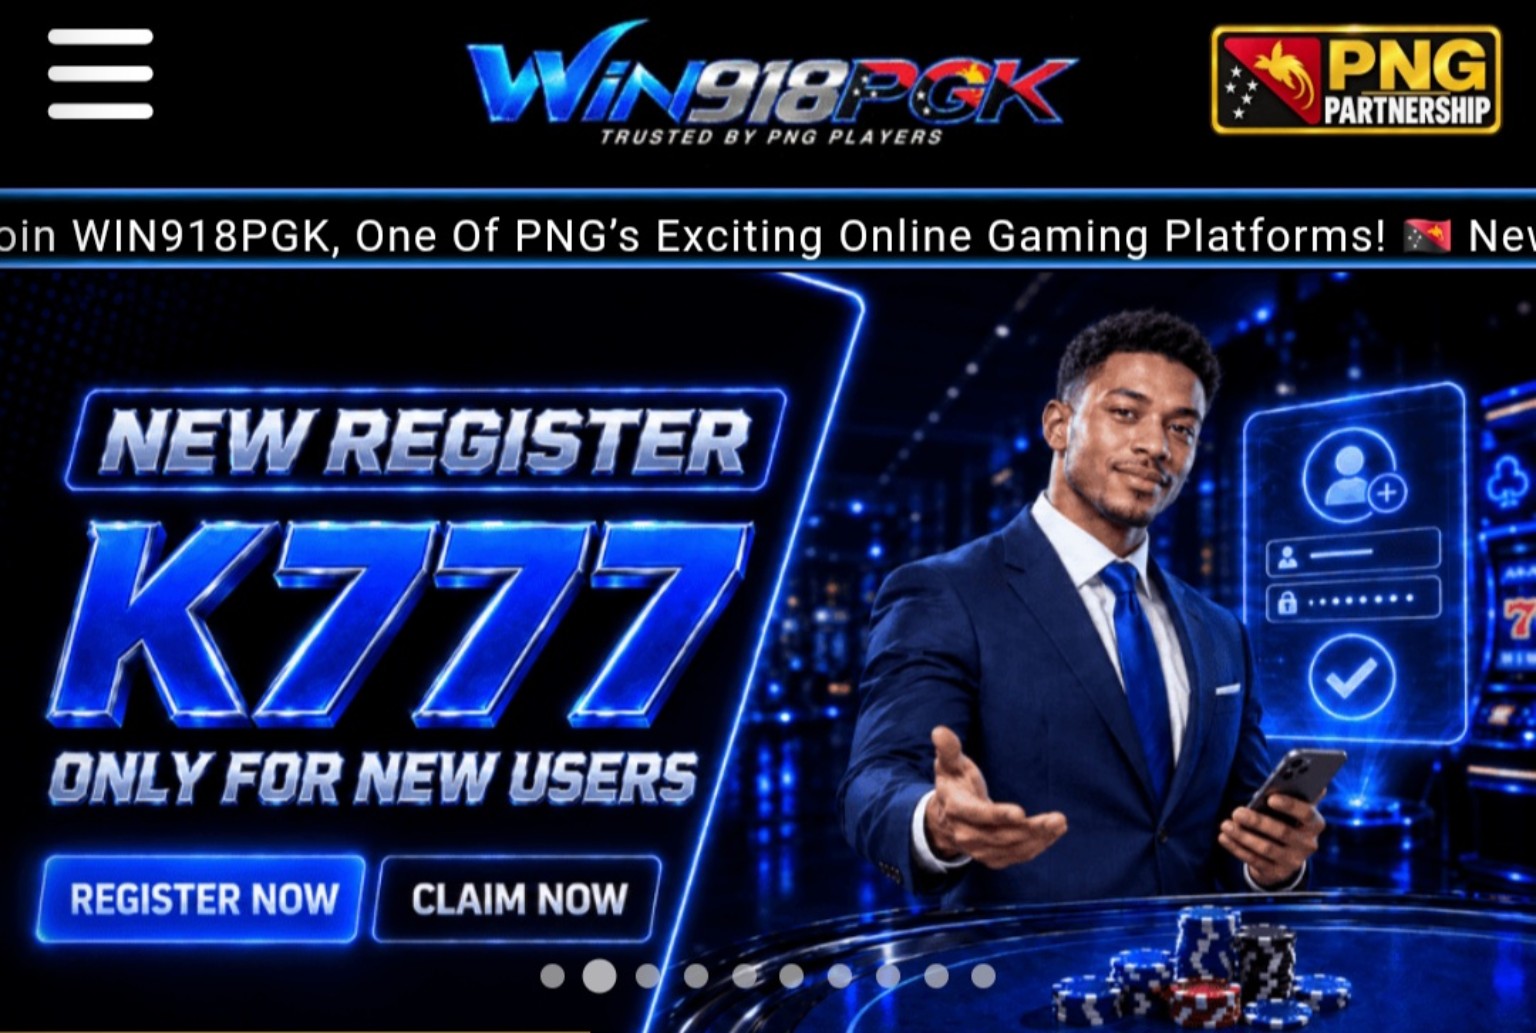 WIN918PGK
TRUSTED BY PNG PLAYERS
PNG
PARTNERSHIP
oin WIN918PGK, One Of PNG’s Exciting Online Gaming Platforms! 🇵🇬 New
NEW REGISTER
K777
ONLY FOR NEW USERS
REGISTER NOW
CLAIM NOW